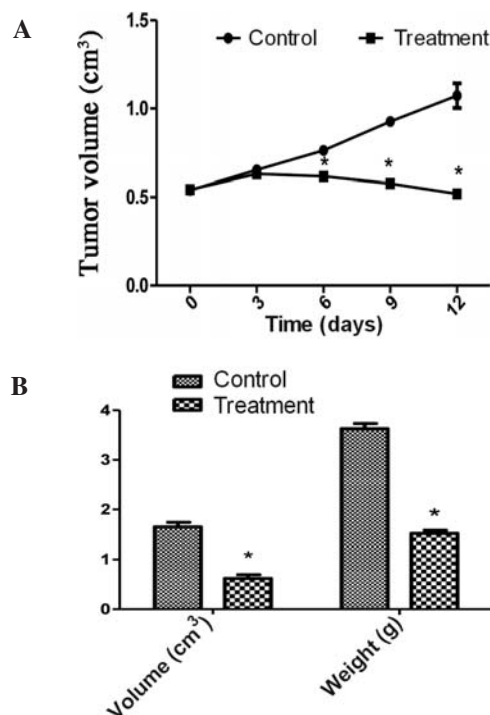 A
Control
Treatment
Tumor volume (cm³)
1.5
1.0
0.5
0.0
*
*
*
0
3
6
9
12
Time (days)
B
Control
Treatment
4
3
2
1
0
*
*
Volume (cm³)
Weight (g)